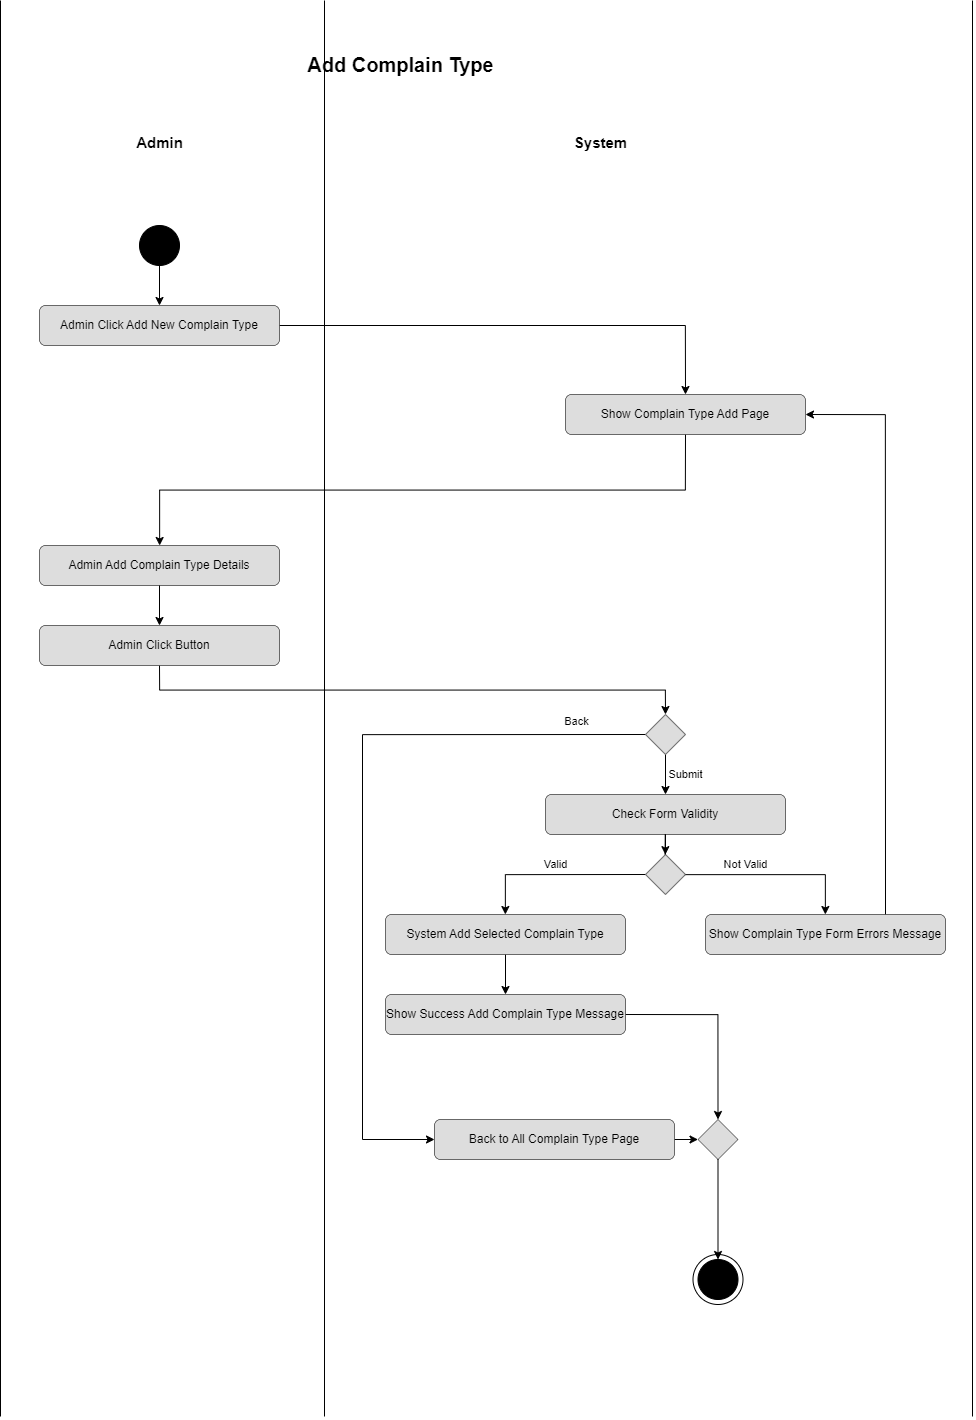 Add Complain Type
Admin
System
Admin Click Add New Complain Type
Show Complain Type Add Page
Admin Add Complain Type Details
Admin Click Button
Back
Submit
Check Form Validity
Valid
Not Valid
System Add Selected Complain Type
Show Complain Type Form Errors Message
Show Success Add Complain Type Message
Back to All Complain Type Page